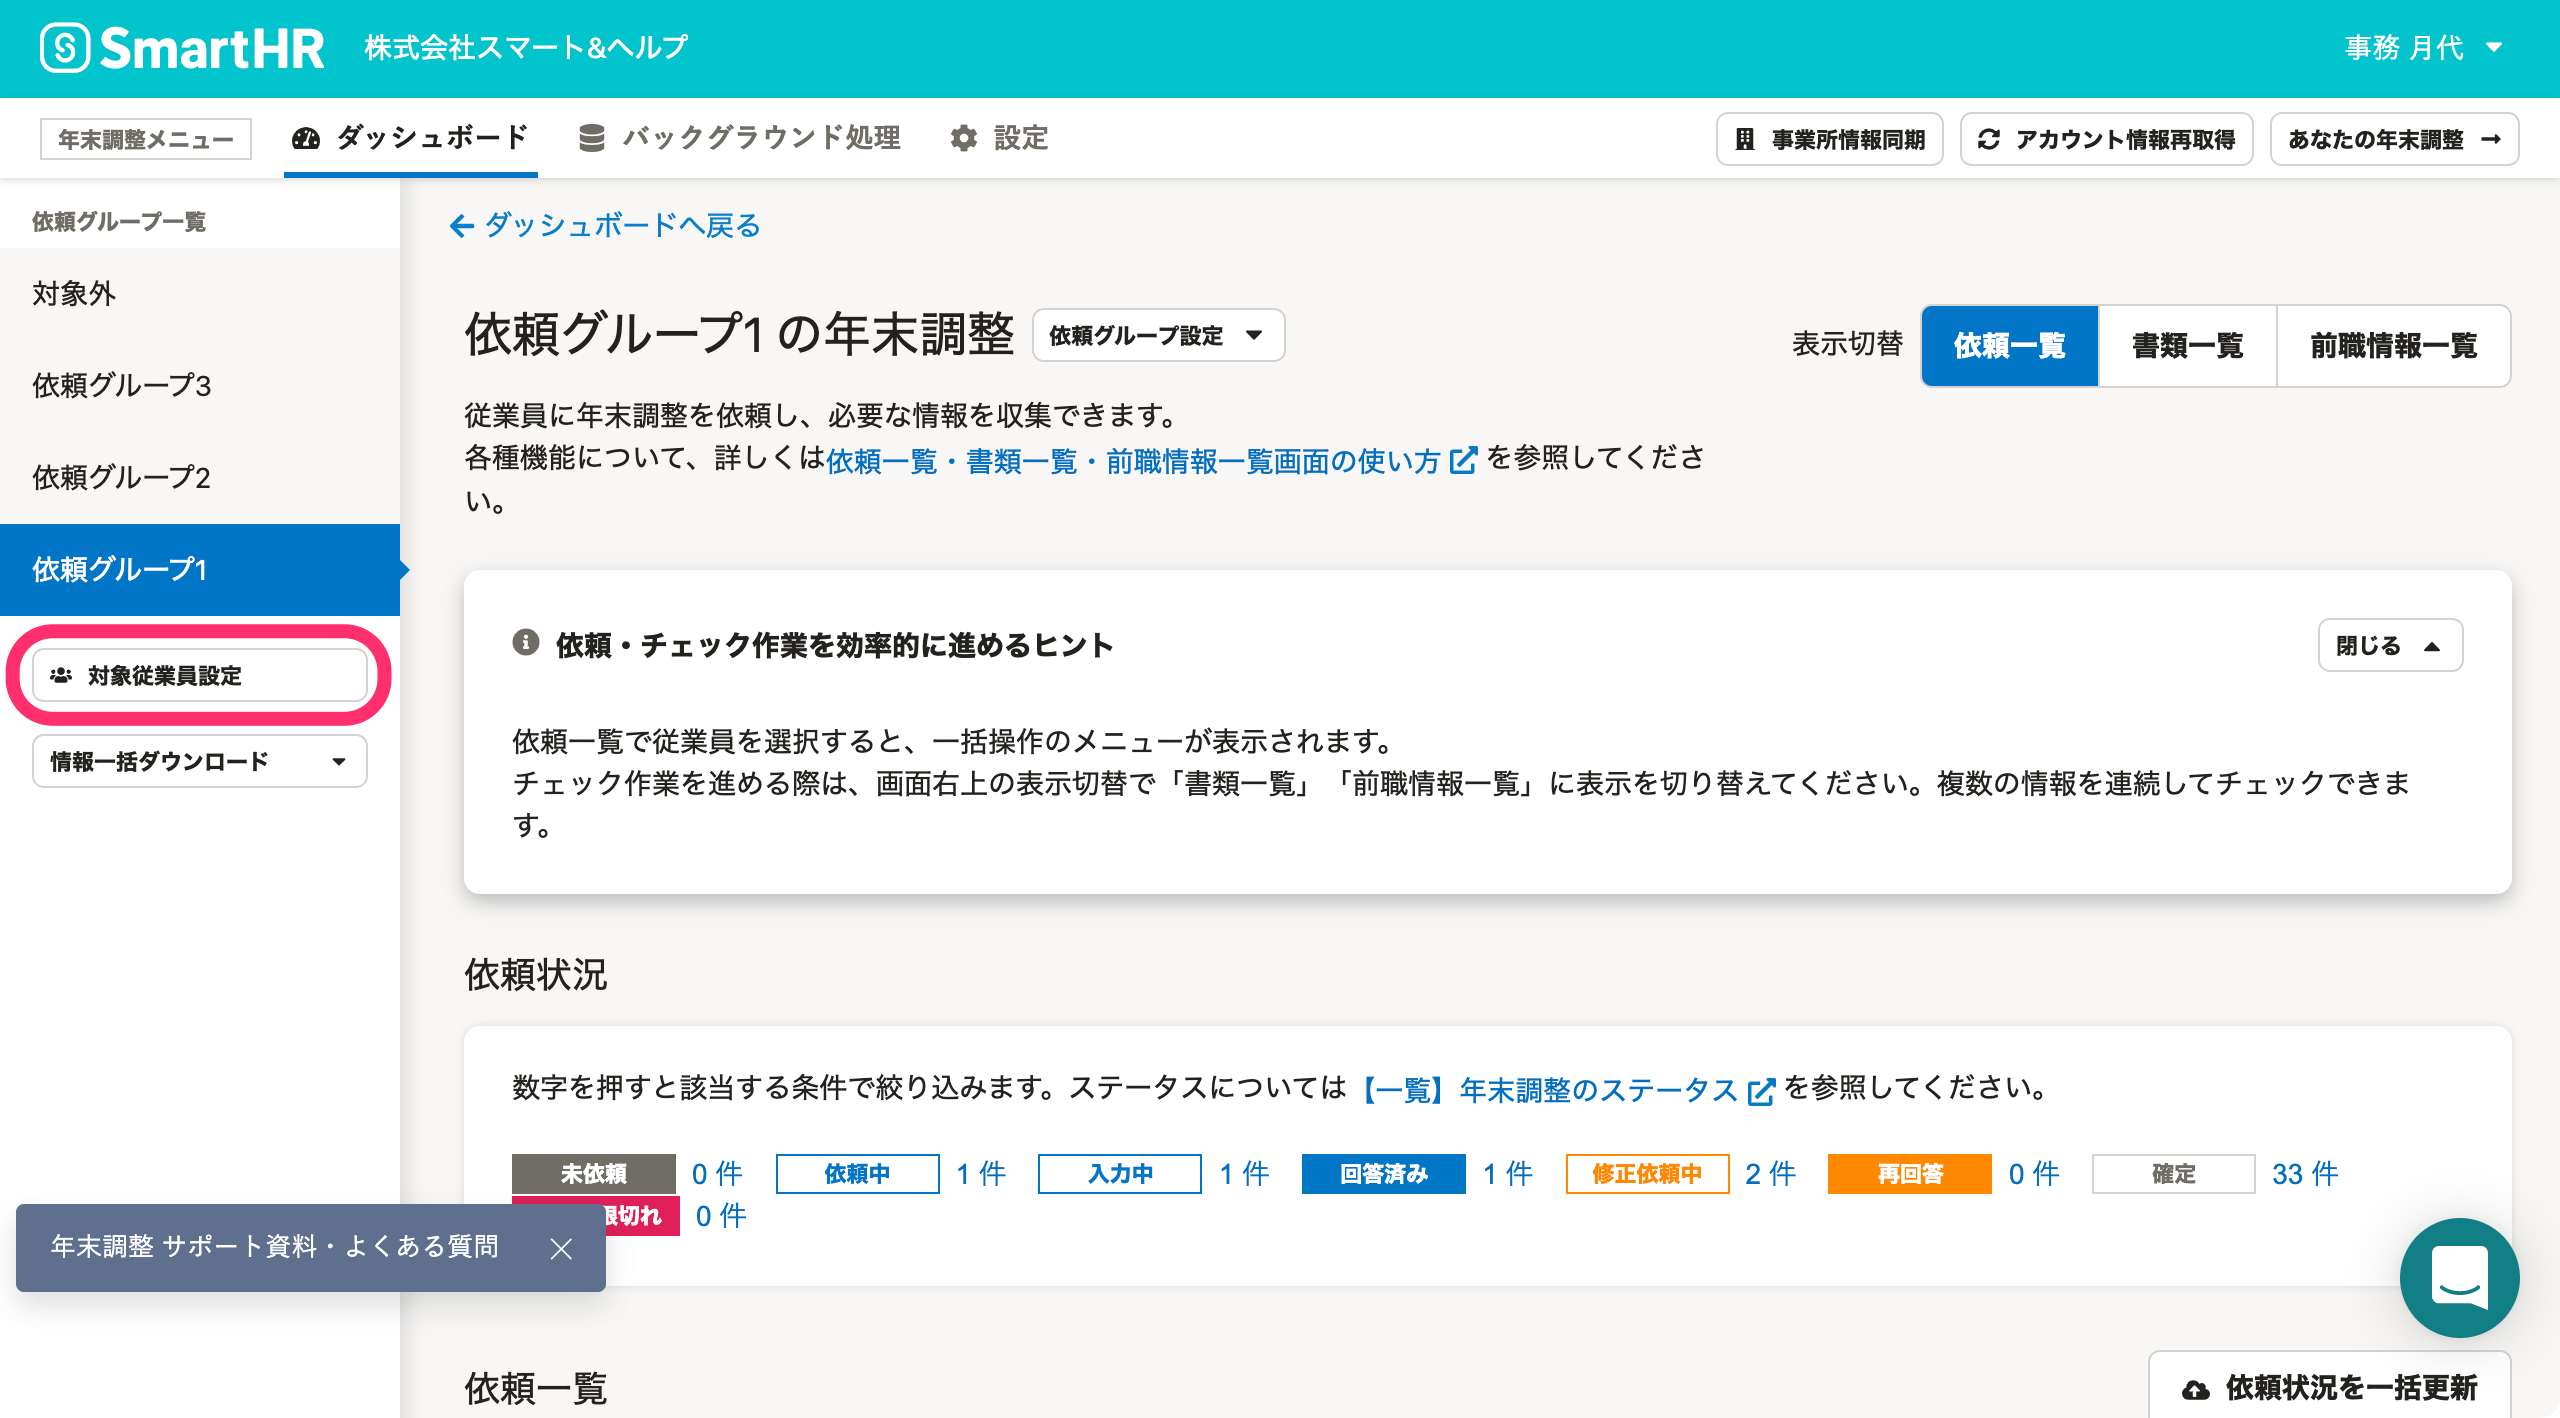 SmartHR 株式会社スマート&ヘルプ 事務 月代
年末調整メニュー ダッシュボード バックグラウンド処理 設定 事業所情報同期 アカウント情報再取得 あなたの年末調整 →
依頼グループ一覧
対象外
依頼グループ3
依頼グループ2
依頼グループ1
対象従業員設定
情報一括ダウンロード
← ダッシュボードへ戻る
依頼グループ1 の年末調整 依頼グループ設定
表示切替 依頼一覧 書類一覧 前職情報一覧
従業員に年末調整を依頼し、必要な情報を収集できます。
各種機能について、詳しくは依頼一覧・書類一覧・前職情報一覧画面の使い方 を参照してくださ
い。
依頼・チェック作業を効率的に進めるヒント 閉じる
依頼一覧で従業員を選択すると、一括操作のメニューが表示されます。
チェック作業を進める際は、画面右上の表示切替で「書類一覧」「前職情報一覧」に表示を切り替えてください。複数の情報を連続してチェックできま
す。
依頼状況
数字を押すと該当する条件で絞り込みます。ステータスについては【一覧】年末調整のステータス を参照してください。
未依頼 0 件 依頼中 1 件 入力中 1 件 回答済み 1 件 修正依頼中 2 件 再回答 0 件 確定 33 件
限切れ 0 件
年末調整 サポート資料・よくある質問
依頼一覧 依頼状況を一括更新